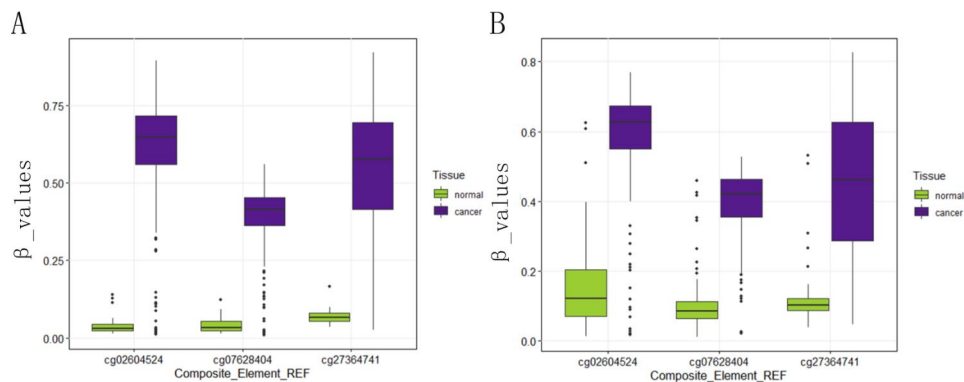 A
β_values
0.75
0.50
0.25
0.00
cg02604524
cg07628404
cg27364741
Composite_Element_REF
Tissue
normal
cancer
B
β_values
0.8
0.6
0.4
0.2
0.0
cg02604524
cg07628404
cg27364741
Composite_Element_REF
Tissue
normal
cancer